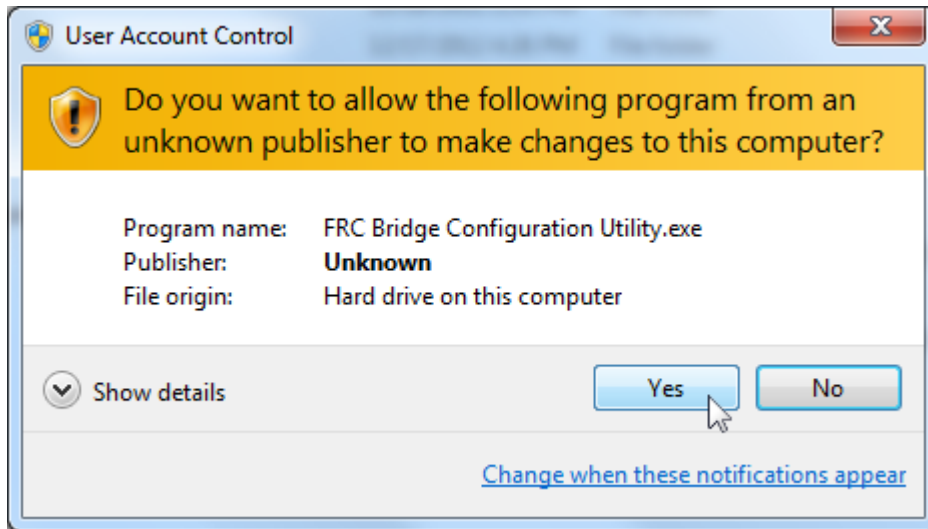 User Account Control
Do you want to allow the following program from an
unknown publisher to make changes to this computer?
Program name: FRC Bridge Configuration Utility.exe
Publisher: Unknown
File origin: Hard drive on this computer
Show details
Yes
No
Change when these notifications appear